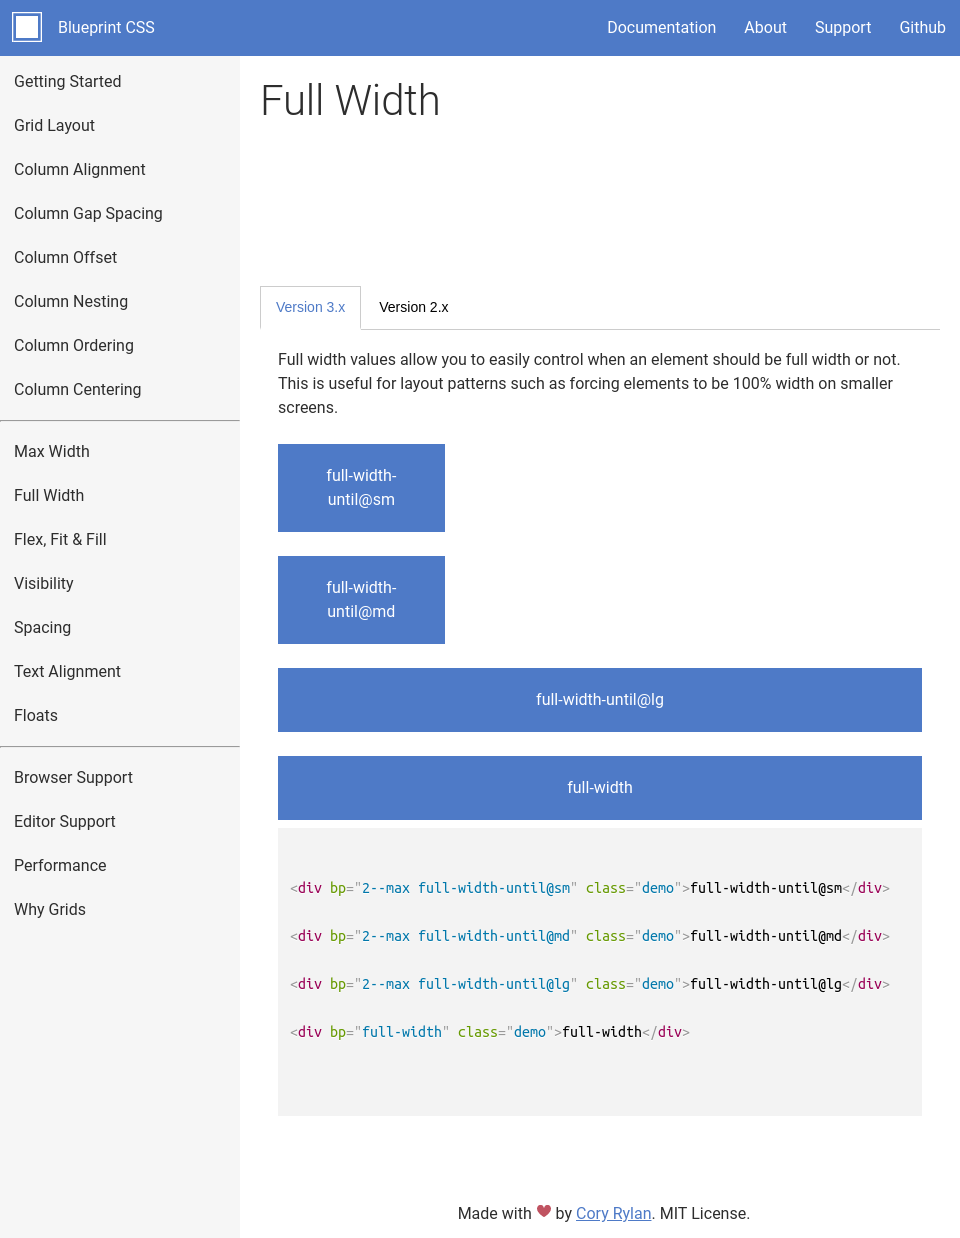 Blueprint CSS
Documentation
About
Support
Github
Getting Started
Grid Layout
Column Alignment
Column Gap Spacing
Column Offset
Column Nesting
Column Ordering
Column Centering
Max Width
Full Width
Flex, Fit & Fill
Visibility
Spacing
Text Alignment
Floats
Browser Support
Editor Support
Performance
Why Grids
Full Width
Version 3.x
Version 2.x
Full width values allow you to easily control when an element should be full width or not.
This is useful for layout patterns such as forcing elements to be 100% width on smaller
screens.
full-width-
until@sm
full-width-
until@md
full-width-until@lg
full-width
<div bp="2--max full-width-until@sm" class="demo">full-width-until@sm</div>
<div bp="2--max full-width-until@md" class="demo">full-width-until@md</div>
<div bp="2--max full-width-until@lg" class="demo">full-width-until@lg</div>
<div bp="full-width" class="demo">full-width</div>
Made with ❤ by Cory Rylan. MIT License.